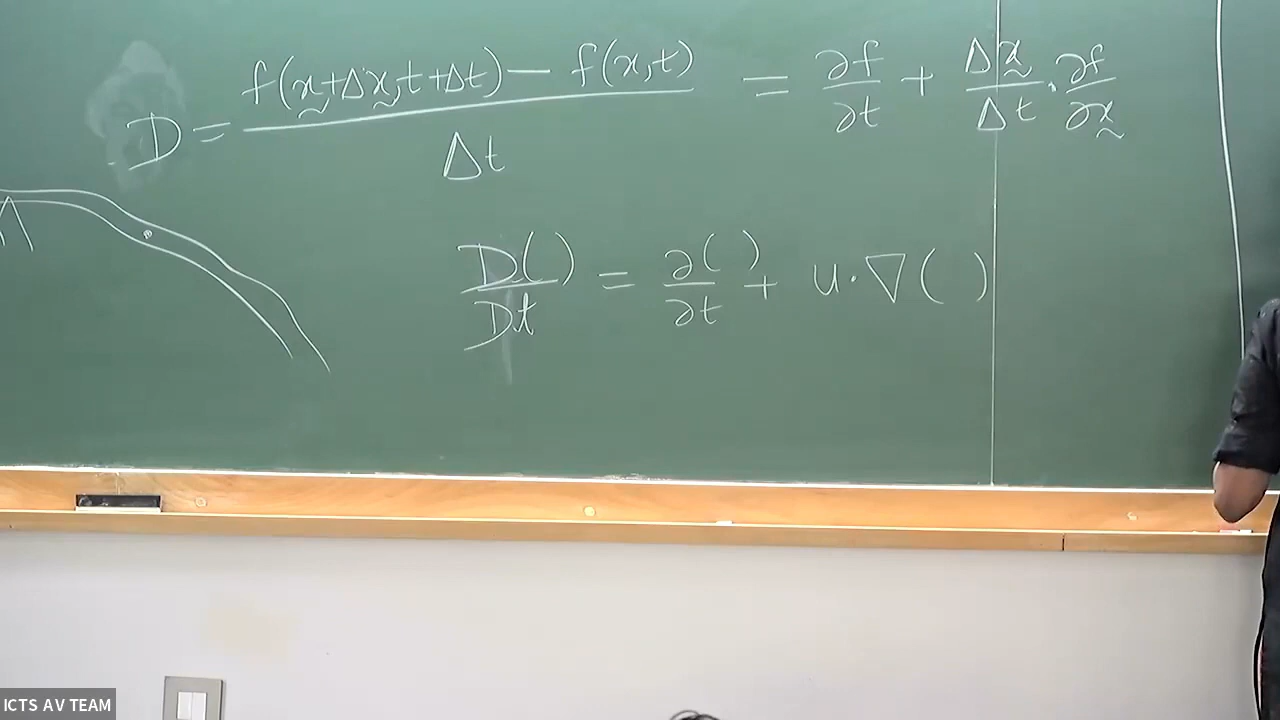 D = f(x̰+Δx̰, t+Δt) − f(x,t) / Δt = ∂f/∂t + Δx̰/Δt · ∂f/∂x̰
D( )/Dt = ∂( )/∂t + u·∇( )
ICTS AV TEAM